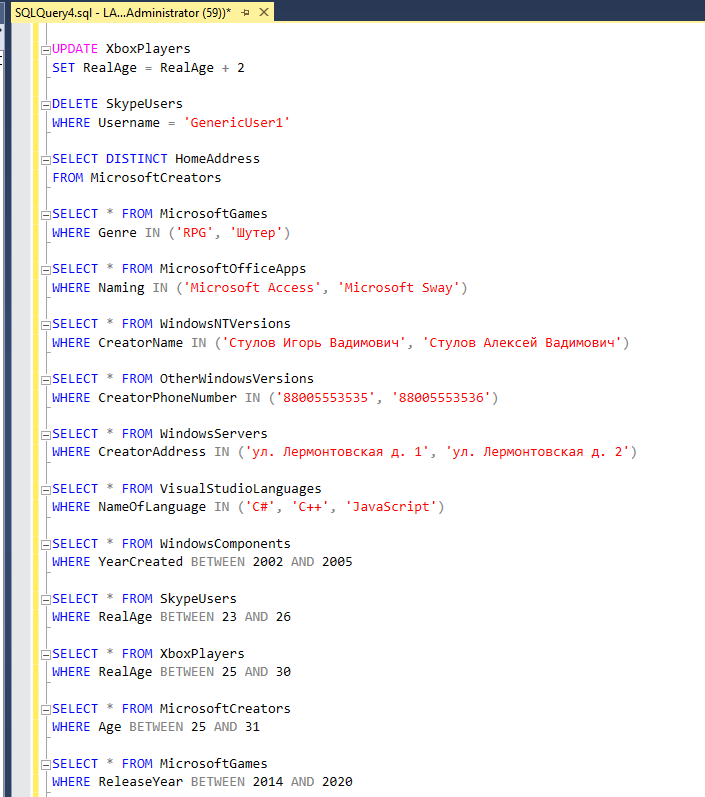 SQLQuery4.sql - LA...Administrator (59))*
UPDATE XboxPlayers
SET RealAge = RealAge + 2
DELETE SkypeUsers
WHERE Username = 'GenericUser1'
SELECT DISTINCT HomeAddress
FROM MicrosoftCreators
SELECT * FROM MicrosoftGames
WHERE Genre IN ('RPG', 'Шутер')
SELECT * FROM MicrosoftOfficeApps
WHERE Naming IN ('Microsoft Access', 'Microsoft Sway')
SELECT * FROM WindowsNTVersions
WHERE CreatorName IN ('Стулов Игорь Вадимович', 'Стулов Алексей Вадимович')
SELECT * FROM OtherWindowsVersions
WHERE CreatorPhoneNumber IN ('88005553535', '88005553536')
SELECT * FROM WindowsServers
WHERE CreatorAddress IN ('ул. Лермонтовская д. 1', 'ул. Лермонтовская д. 2')
SELECT * FROM VisualStudioLanguages
WHERE NameOfLanguage IN ('C#', 'C++', 'JavaScript')
SELECT * FROM WindowsComponents
WHERE YearCreated BETWEEN 2002 AND 2005
SELECT * FROM SkypeUsers
WHERE RealAge BETWEEN 23 AND 26
SELECT * FROM XboxPlayers
WHERE RealAge BETWEEN 25 AND 30
SELECT * FROM MicrosoftCreators
WHERE Age BETWEEN 25 AND 31
SELECT * FROM MicrosoftGames
WHERE ReleaseYear BETWEEN 2014 AND 2020